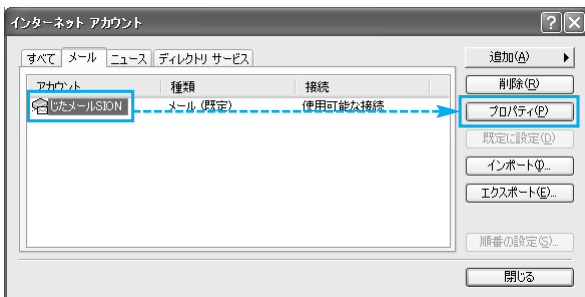 インターネット アカウント
すべて メール ニュース ディレクトリ サービス
アカウント 種類 接続
じたメールSION メール (既定) 使用可能な接続
追加(A)
削除(R)
プロパティ(P)
既定に設定(D)
インポート(I)...
エクスポート(E)...
順番の設定(S)...
閉じる